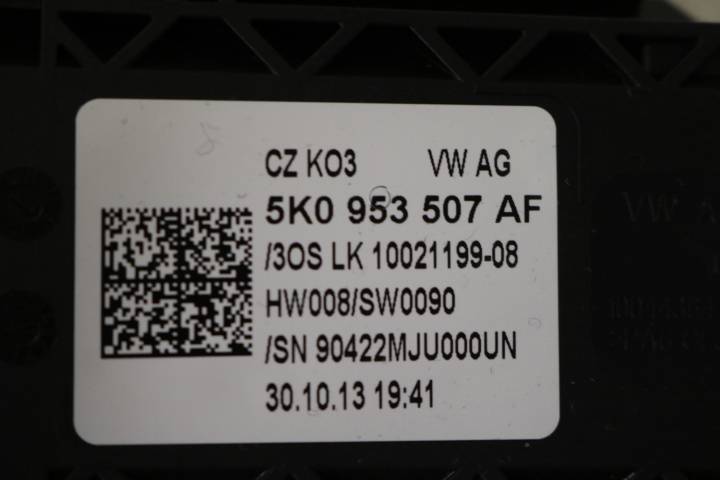 CZ KO3 VW AG
5K0 953 507 AF
/3OS LK 10021199-08
HW008/SW0090
/SN 90422MJU000UN
30.10.13 19:41
VW A